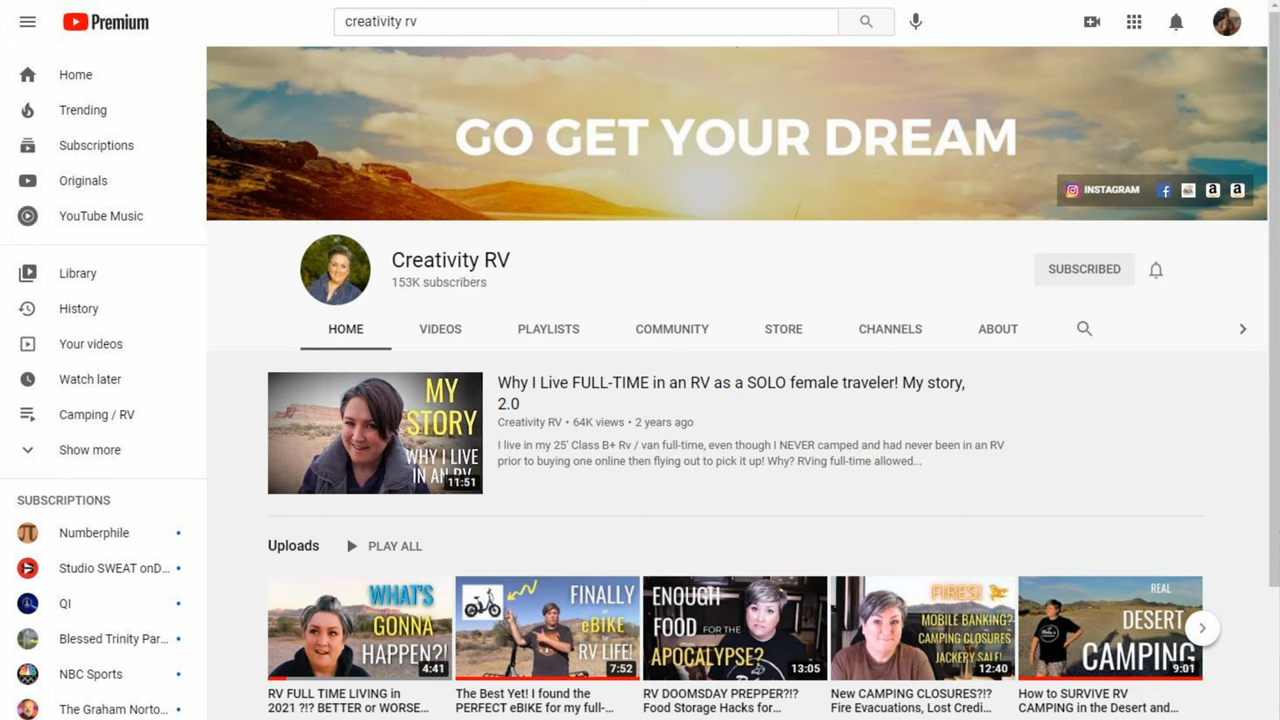 Premium
creativity rv
Home
Trending
Subscriptions
Originals
YouTube Music
Library
History
Your videos
Watch later
Camping / RV
Show more
SUBSCRIPTIONS
Numberphile
Studio SWEAT onD...
QI
Blessed Trinity Par...
NBC Sports
The Graham Norto...
GO GET YOUR DREAM
INSTAGRAM
Creativity RV
153K subscribers
SUBSCRIBED
HOME VIDEOS PLAYLISTS COMMUNITY STORE CHANNELS ABOUT
MY
STORY
WHY I LIVE
IN AN RV
11:51
Why I Live FULL-TIME in an RV as a SOLO female traveler! My story,
2.0
Creativity RV • 64K views • 2 years ago
I live in my 25' Class B+ Rv / van full-time, even though I NEVER camped and had never been in an RV
prior to buying one online then flying out to pick it up! Why? RVing full-time allowed...
Uploads PLAY ALL
WHAT'S
GONNA
HAPPEN?!
4:41
RV FULL TIME LIVING in
2021 ?!? BETTER or WORSE...
FINALLY
eBIKE
RV LIFE!
7:52
The Best Yet! I found the
PERFECT eBIKE for my full-...
ENOUGH
FOOD FOR THE
APOCALYPSE?
13:05
RV DOOMSDAY PREPPER?!?
Food Storage Hacks for...
FIRES!
MOBILE BANKING?
CAMPING CLOSURES
JACKERY SALE!
12:40
New CAMPING CLOSURES?!?
Fire Evacuations, Lost Credi...
REAL
DESERT
CAMPING
9:01
How to SURVIVE RV
CAMPING in the Desert and...